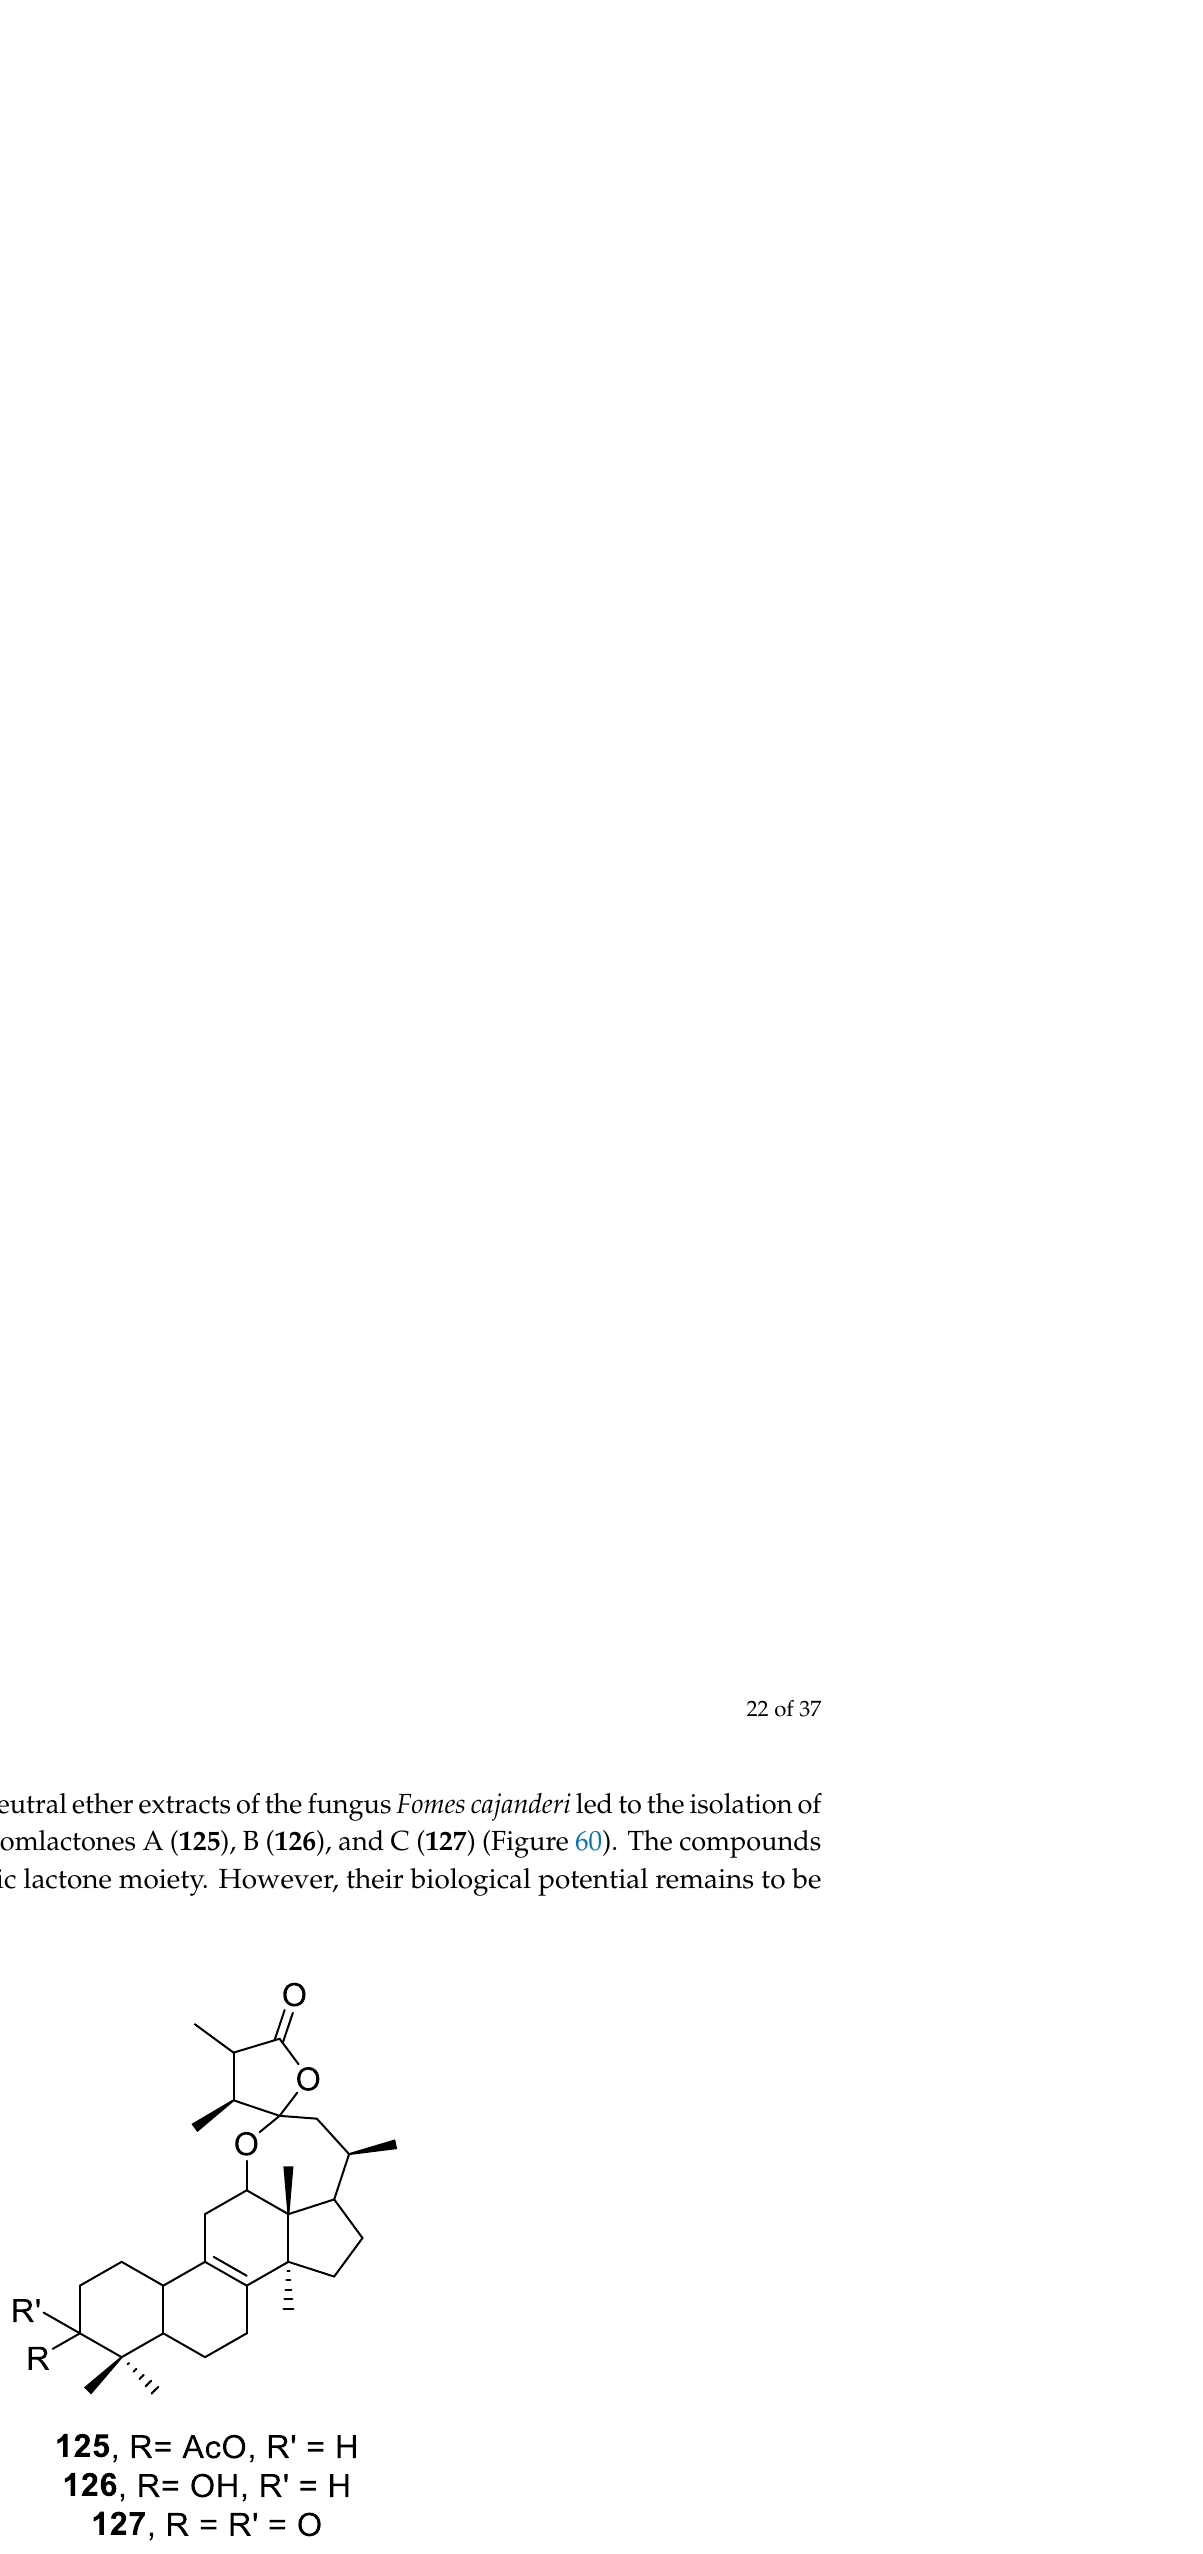 22 of 37
eutral ether extracts of the fungus Fomes cajanderi led to the isolation of
omlactones A (125), B (126), and C (127) (Figure 60). The compounds
ic lactone moiety. However, their biological potential remains to be
O
O
O
R'
R
125, R= AcO, R' = H
126, R= OH, R' = H
127, R = R' = O